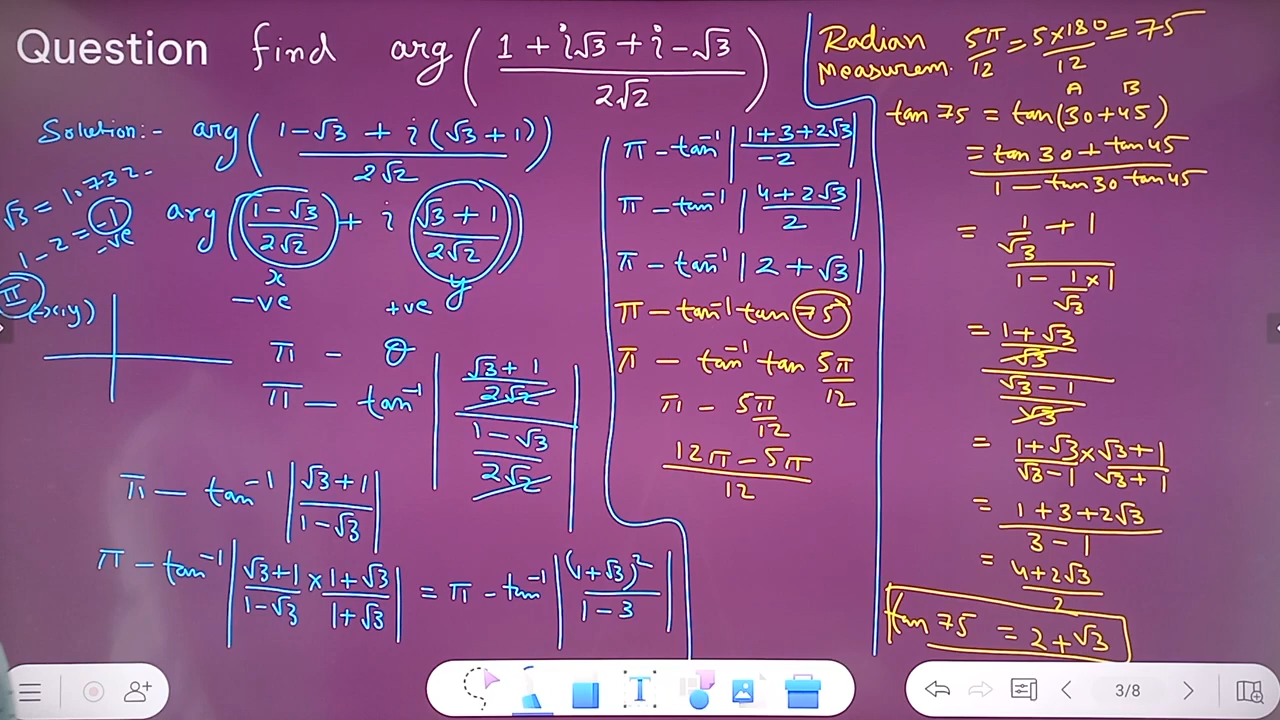 Question find arg((1 + i√3 + i - √3)/(2√2))
Solution:- arg((1-√3 + i(√3+1))/(2√2))
√3 = 1.732-
1 - 2 = -1
-ve
arg((1-√3)/(2√2) + i (√3+1)/(2√2))
x y
II (-x,y) -ve +ve
π - θ
π - tan⁻¹ |((√3+1)/(2√2))/((1-√3)/(2√2))|
π - tan⁻¹ |(√3+1)/(1-√3)|
π - tan⁻¹ |(√3+1)/(1-√3) × (1+√3)/(1+√3)| = π - tan⁻¹ |(1+√3)²/(1-3)|
π - tan⁻¹ |(1+3+2√3)/(-2)|
π - tan⁻¹ |(4+2√3)/2|
π - tan⁻¹ |2+√3|
π - tan⁻¹ tan 75
π - tan⁻¹ tan 5π/12
π - 5π/12
(12π - 5π)/12
Radian measurem. 5π/12 = (5×180)/12 = 75
A B
tan 75 = tan(30+45)
= (tan 30 + tan 45)/(1 - tan 30 tan 45)
= (1/√3 + 1)/(1 - 1/√3 × 1)
= ((1+√3)/√3)/((√3-1)/√3)
= (1+√3)/(√3-1) × (√3+1)/(√3+1)
= (1+3+2√3)/(3-1)
= (4+2√3)/2
tan 75 = 2+√3
3/8